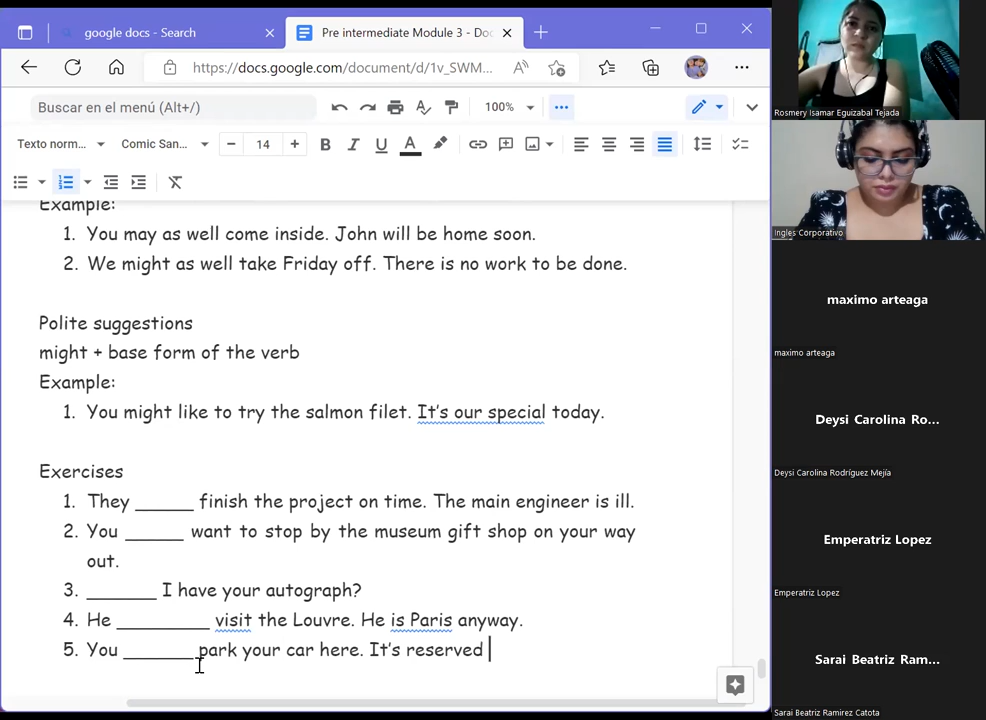 google docs - Search
Pre intermediate Module 3 - Doc
https://docs.google.com/document/d/1v_SWM...
Buscar en el menú (Alt+/)
100%
Texto norm...
Comic San...
14
Example:
1. You may as well come inside. John will be home soon.
2. We might as well take Friday off. There is no work to be done.
Polite suggestions
might + base form of the verb
Example:
1. You might like to try the salmon filet. It's our special today.
Exercises
1. They ______ finish the project on time. The main engineer is ill.
2. You ______ want to stop by the museum gift shop on your way
out.
3. _______ I have your autograph?
4. He _________ visit the Louvre. He is Paris anyway.
5. You _______ park your car here. It's reserved
Rosmery Isamar Eguizabal Tejada
Ingles Corporativo
maximo arteaga
maximo arteaga
Deysi Carolina Ro...
Deysi Carolina Rodríguez Mejía
Emperatriz Lopez
Emperatriz Lopez
Sarai Beatriz Ram...
Sarai Beatriz Ramirez Catota